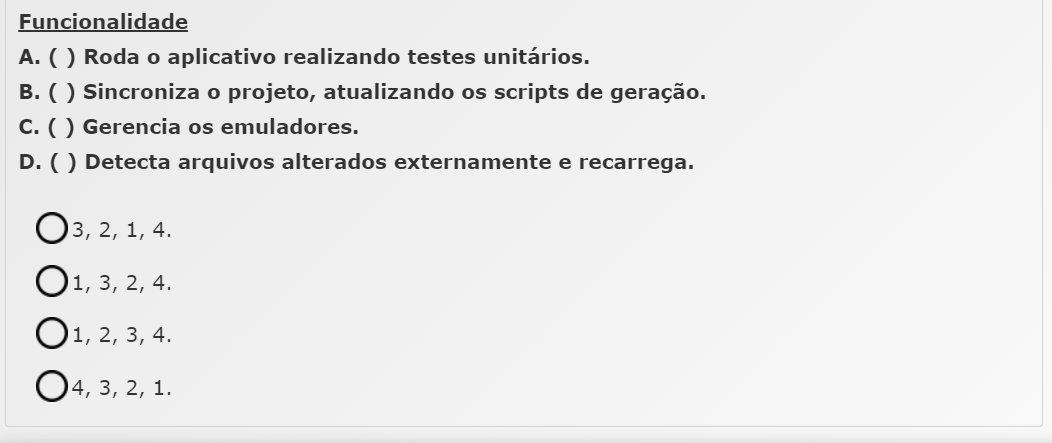 Funcionalidade
A. ( ) Roda o aplicativo realizando testes unitários.
B. ( ) Sincroniza o projeto, atualizando os scripts de geração.
C. ( ) Gerencia os emuladores.
D. ( ) Detecta arquivos alterados externamente e recarrega.
3, 2, 1, 4.
1, 3, 2, 4.
1, 2, 3, 4.
4, 3, 2, 1.